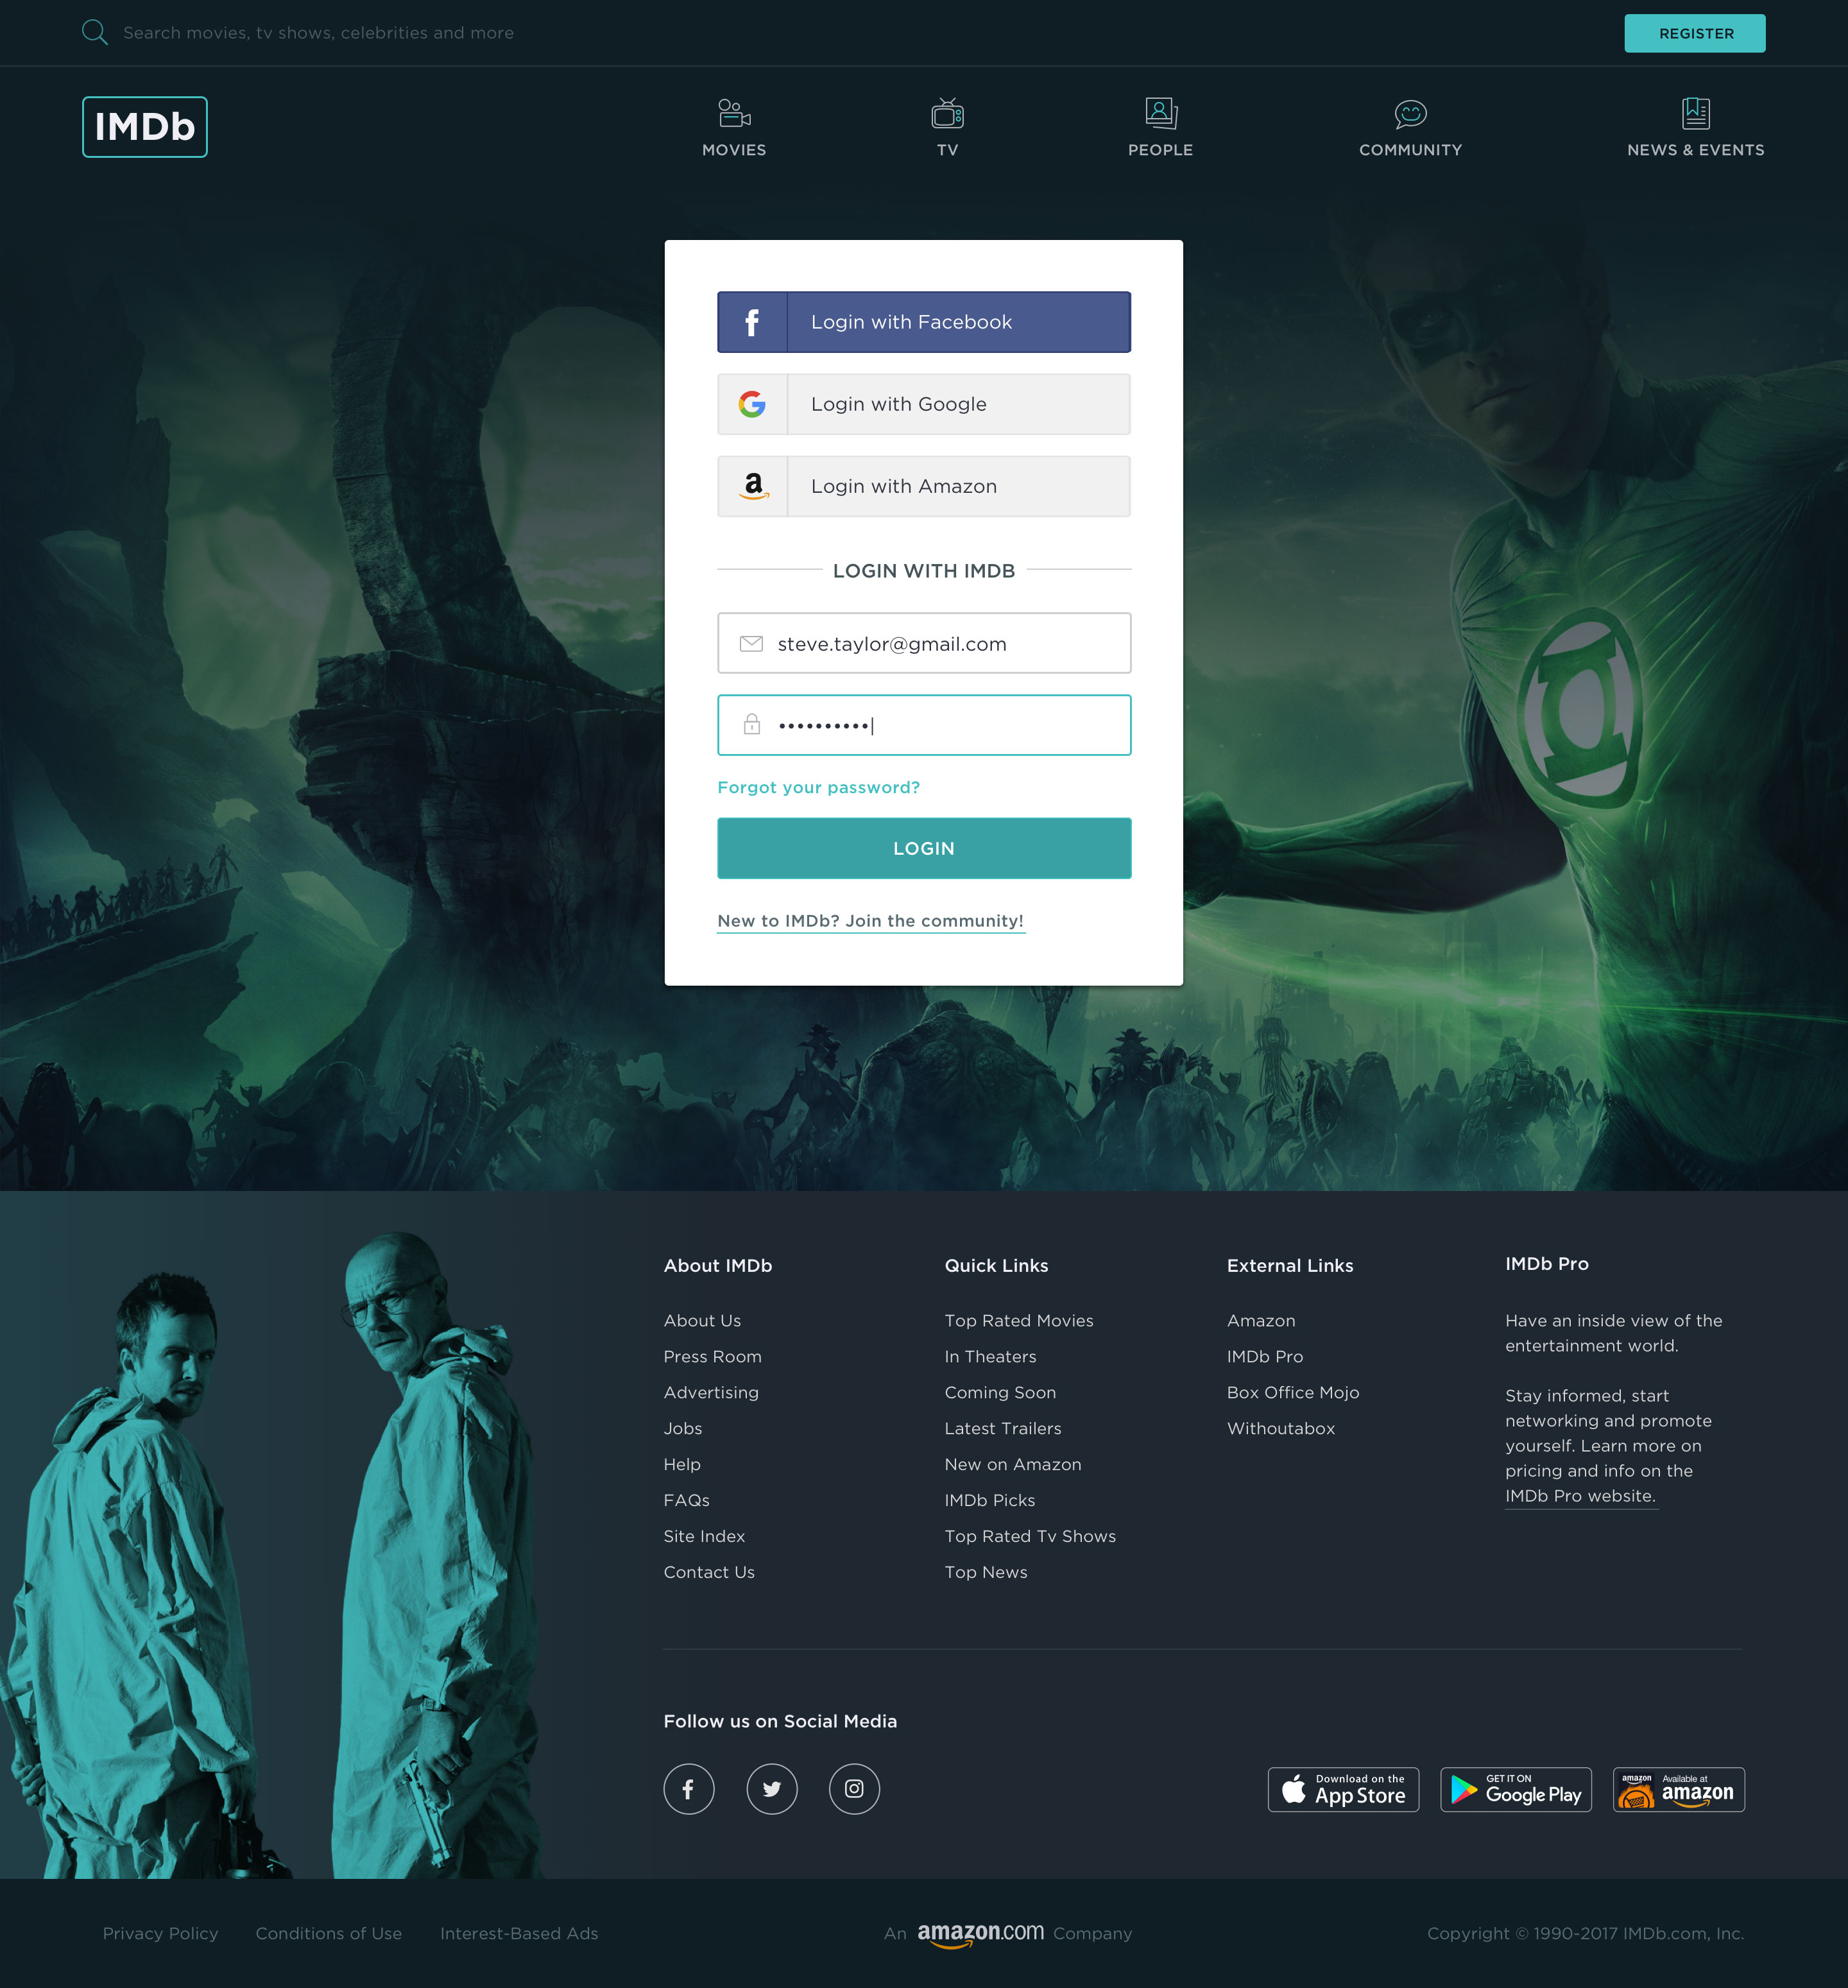 Search movies, tv shows, celebrities and more
REGISTER
IMDb
MOVIES
TV
PEOPLE
COMMUNITY
NEWS & EVENTS
Login with Facebook
Login with Google
Login with Amazon
LOGIN WITH IMDB
steve.taylor@gmail.com
••••••••••
Forgot your password?
LOGIN
New to IMDb? Join the community!
About IMDb
About Us
Press Room
Advertising
Jobs
Help
FAQs
Site Index
Contact Us
Quick Links
Top Rated Movies
In Theaters
Coming Soon
Latest Trailers
New on Amazon
IMDb Picks
Top Rated Tv Shows
Top News
External Links
Amazon
IMDb Pro
Box Office Mojo
Withoutabox
IMDb Pro
Have an inside view of the
entertainment world.
Stay informed, start
networking and promote
yourself. Learn more on
pricing and info on the
IMDb Pro website.
Follow us on Social Media
Download on the
App Store
GET IT ON
Google Play
amazon
Available at
amazon
Privacy Policy
Conditions of Use
Interest-Based Ads
An amazon.com Company
Copyright © 1990-2017 IMDb.com, Inc.